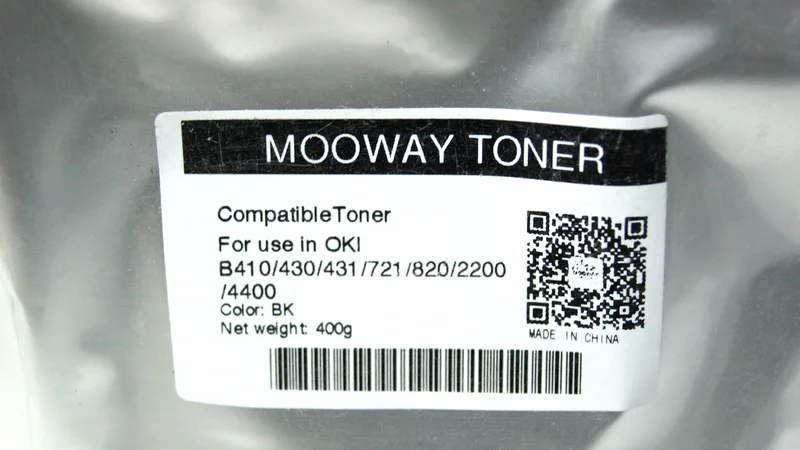 MOOWAY TONER
CompatibleToner
For use in OKI
B410/430/431/721/820/2200
/4400
Color: BK
Net weight: 400g
MADE IN CHINA